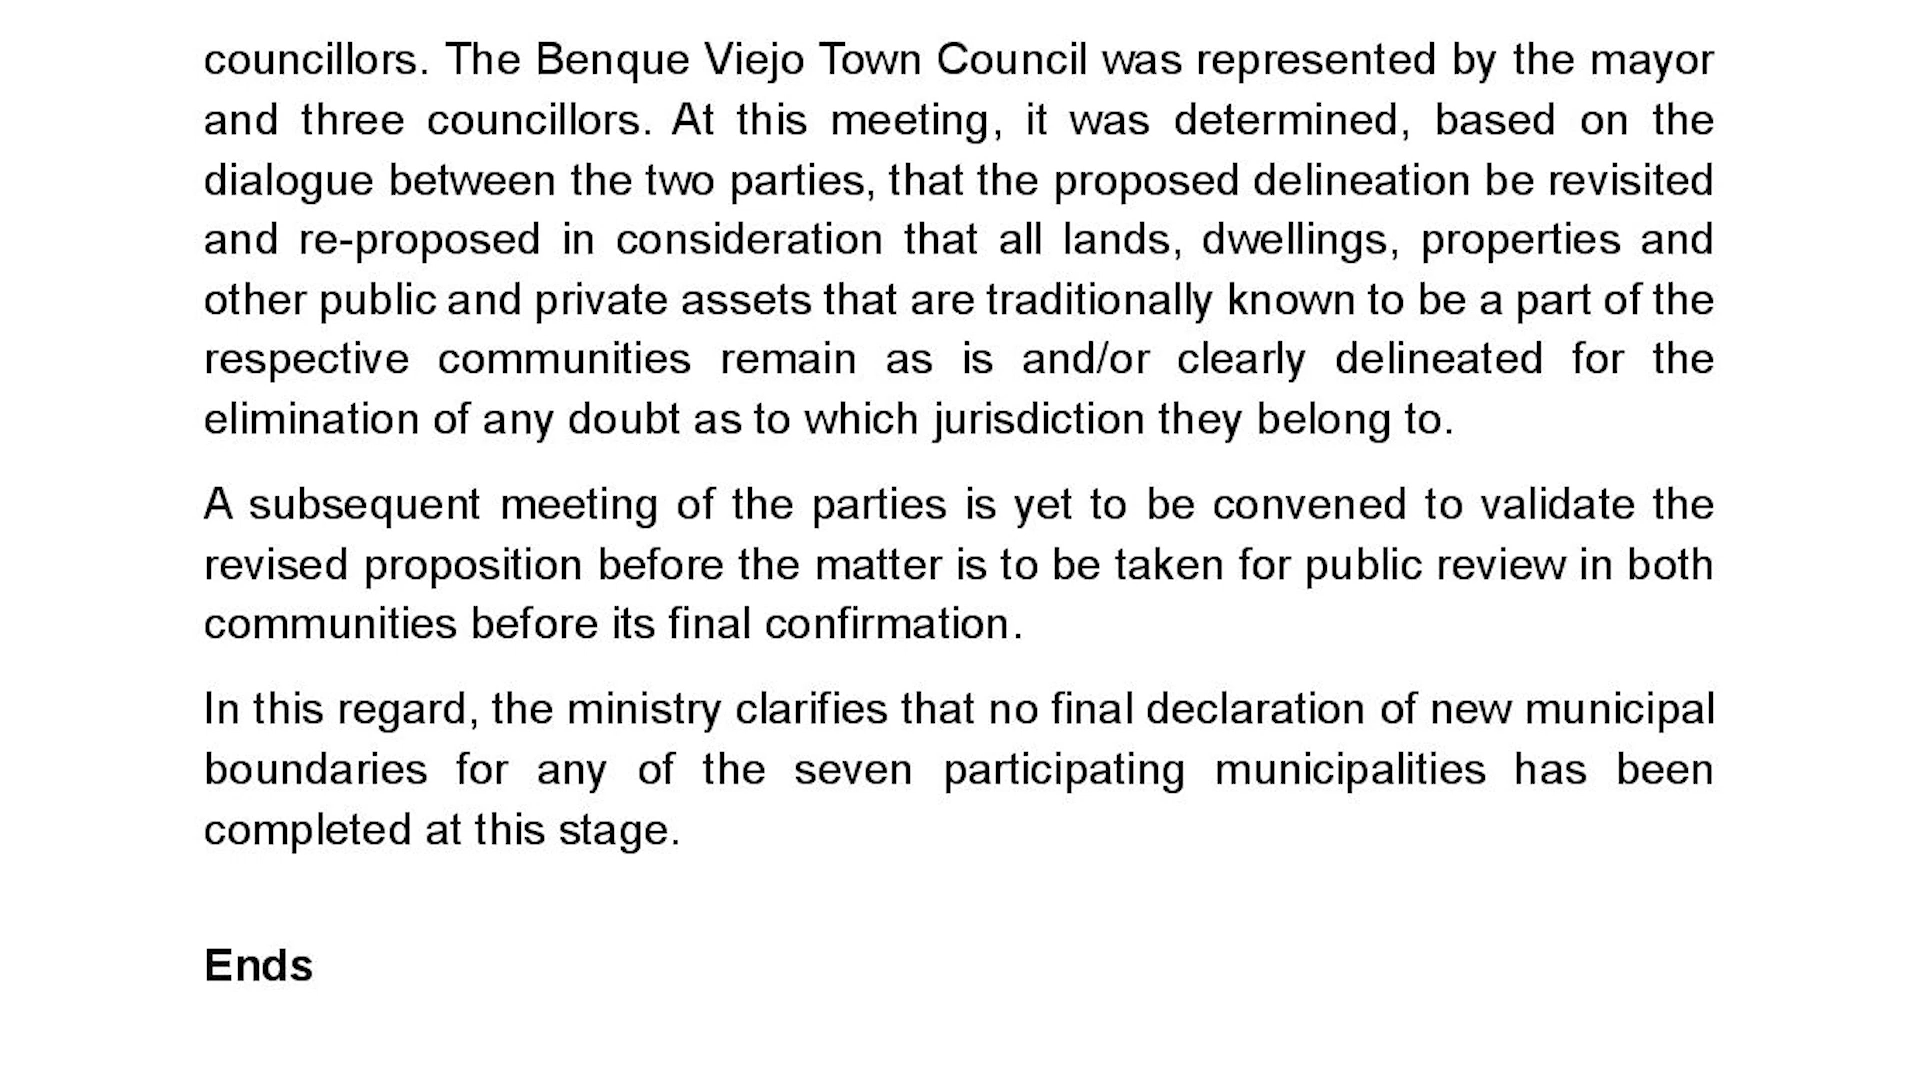 councillors. The Benque Viejo Town Council was represented by the mayor
and three councillors. At this meeting, it was determined, based on the
dialogue between the two parties, that the proposed delineation be revisited
and re-proposed in consideration that all lands, dwellings, properties and
other public and private assets that are traditionally known to be a part of the
respective communities remain as is and/or clearly delineated for the
elimination of any doubt as to which jurisdiction they belong to.
A subsequent meeting of the parties is yet to be convened to validate the
revised proposition before the matter is to be taken for public review in both
communities before its final confirmation.
In this regard, the ministry clarifies that no final declaration of new municipal
boundaries for any of the seven participating municipalities has been
completed at this stage.
Ends